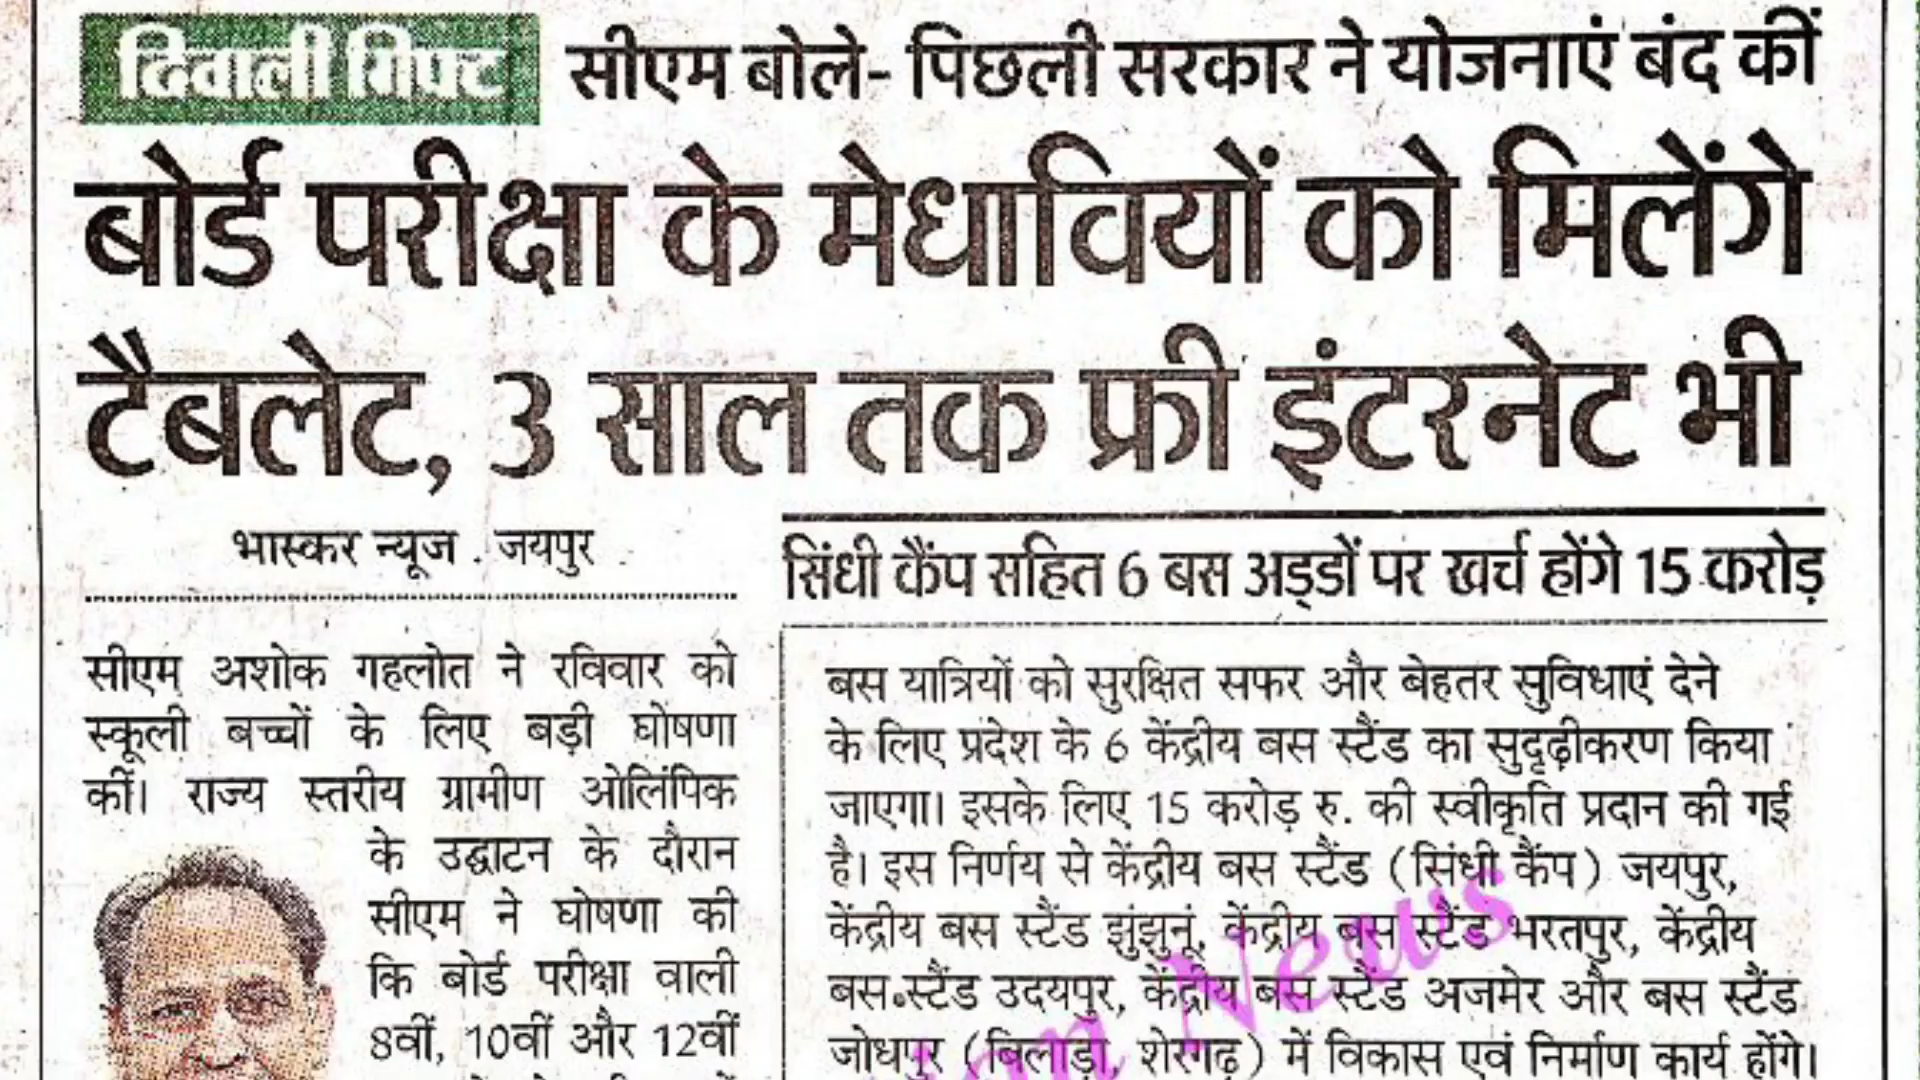 दिवाली गिफ्ट
सीएम बोले- पिछली सरकार ने योजनाएं बंद कीं
बोर्ड परीक्षा के मेधावियों को मिलेंगे
टैबलेट, 3 साल तक फ्री इंटरनेट भी
भास्कर न्यूज . जयपुर
सीएम अशोक गहलोत ने रविवार को
स्कूली बच्चों के लिए बड़ी घोषणा
कीं। राज्य स्तरीय ग्रामीण ओलिंपिक
के उद्घाटन के दौरान
सीएम ने घोषणा की
कि बोर्ड परीक्षा वाली
8वीं, 10वीं और 12वीं
सिंधी कैंप सहित 6 बस अड्डों पर खर्च होंगे 15 करोड़
बस यात्रियों को सुरक्षित सफर और बेहतर सुविधाएं देने
के लिए प्रदेश के 6 केंद्रीय बस स्टैंड का सुदृढ़ीकरण किया
जाएगा। इसके लिए 15 करोड़ रु. की स्वीकृति प्रदान की गई
है। इस निर्णय से केंद्रीय बस स्टैंड (सिंधी कैंप) जयपुर,
केंद्रीय बस स्टैंड झुंझुनूं, केंद्रीय बस स्टैंड भरतपुर, केंद्रीय
बस स्टैंड उदयपुर, केंद्रीय बस स्टैंड अजमेर और बस स्टैंड
जोधपुर (बिलाड़ा, शेरगढ़) में विकास एवं निर्माण कार्य होंगे।
News